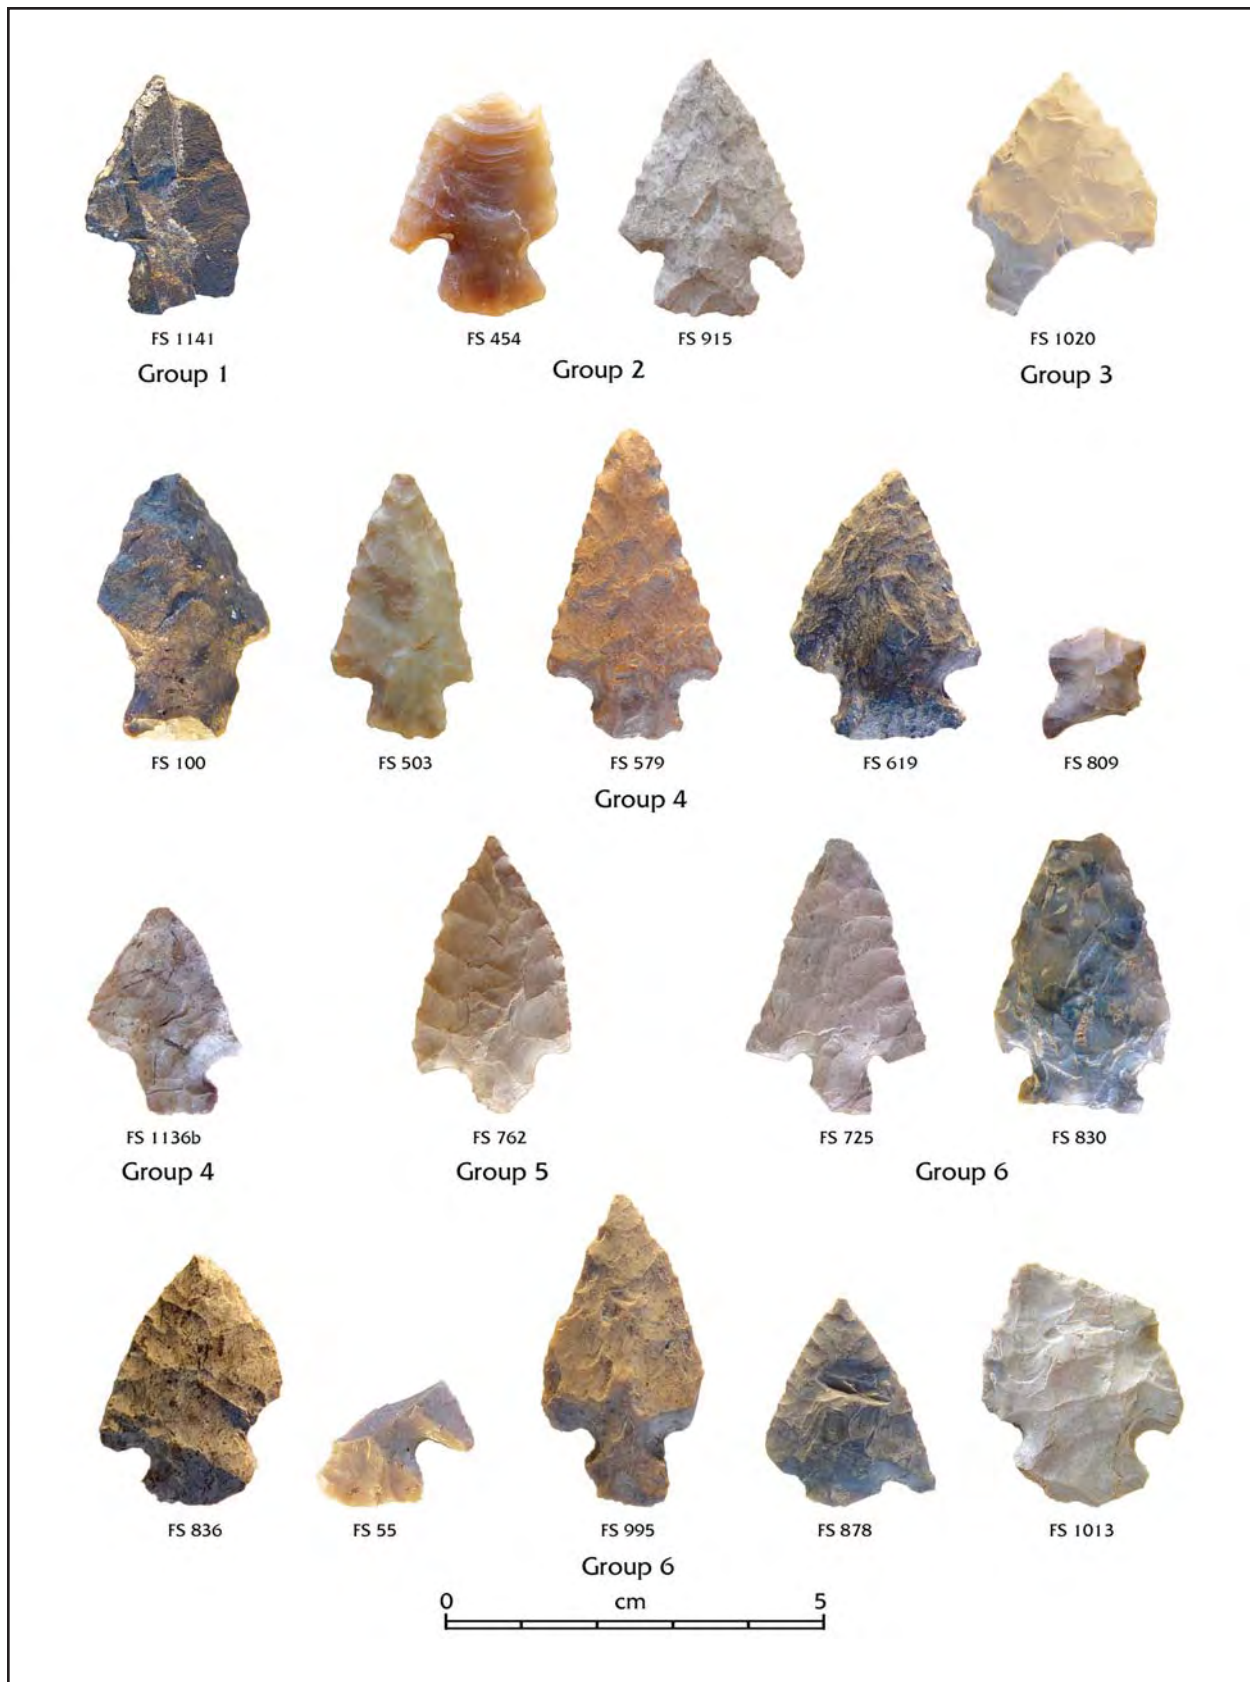 FS 1141 FS 454 FS 915 FS 1020
Group 1 Group 2 Group 3
FS 100 FS 503 FS 579 FS 619 FS 809
Group 4
FS 1136b FS 762 FS 725 FS 830
Group 4 Group 5 Group 6
FS 836 FS 55 FS 995 FS 878 FS 1013
Group 6
0 cm 5